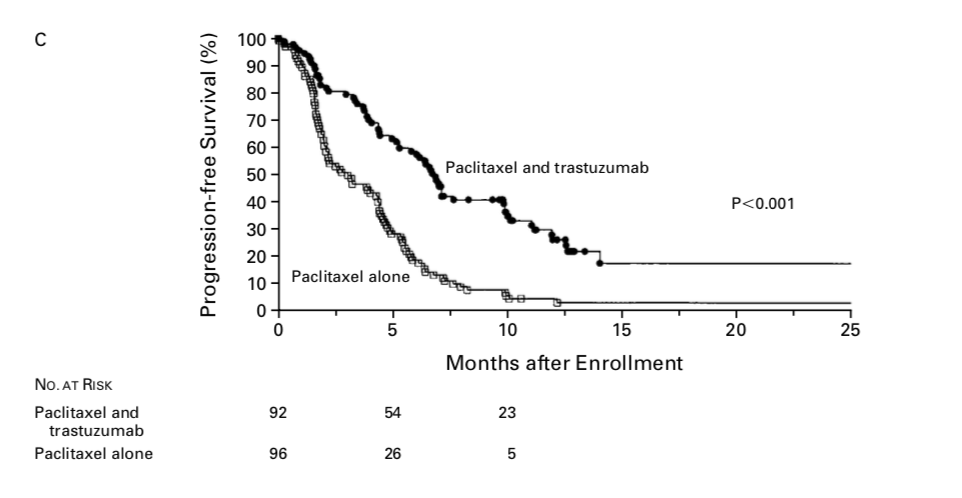 C
Progression-free Survival (%)
100
90
80
70
60
50
40
30
20
10
0
Paclitaxel and trastuzumab
P<0.001
Paclitaxel alone
0 5 10 15 20 25
Months after Enrollment
No. at Risk
Paclitaxel and 92 54 23
trastuzumab
Paclitaxel alone 96 26 5